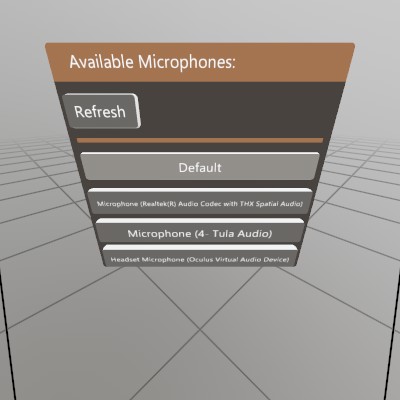 Available Microphones:
Refresh
Default
Microphone (Realtek(R) Audio Codec with THX Spatial Audio)
Microphone (4- Tula Audio)
Headset Microphone (Oculus Virtual Audio Device)